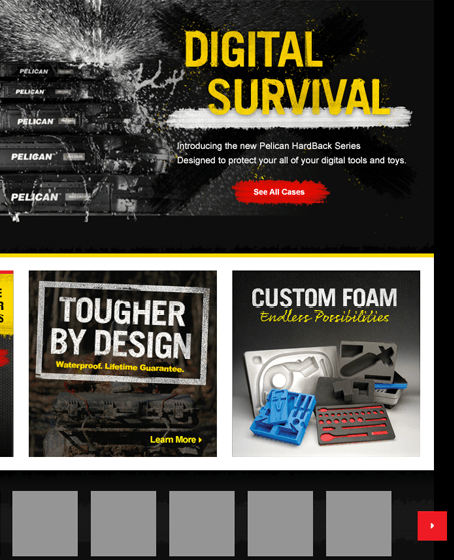 DIGITAL
SURVIVAL
PELICAN
PELICAN
PELICAN
PELICAN
PELICAN
Introducing the new Pelican HardBack Series
Designed to protect your all of your digital tools and toys.
See All Cases
E
R
S
TOUGHER
BY DESIGN
Waterproof. Lifetime Guarantee.
Learn More
CUSTOM FOAM
Endless Possibilities